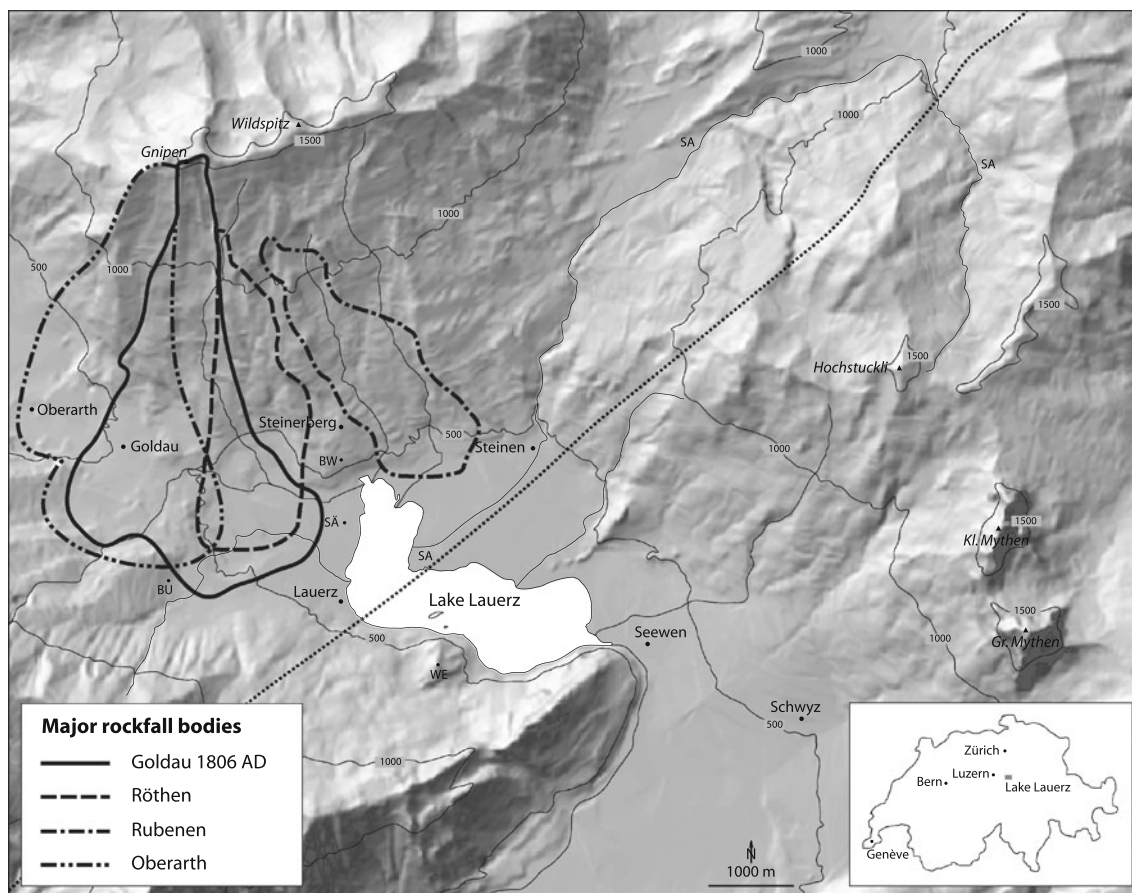 1000
1000
SA
Wildspitz
1500
Gnipen
SA
1000
500
1000
1500
Hochstuckli
1500
Oberarth
Goldau
Steinerberg
500
Steinen
BW
1000
SÄ
1500
Kl. Mythen
SA
BU
Lauerz
Lake Lauerz
1500
500
Seewen
1000
Gr. Mythen
WE
Schwyz
500
1000
Major rockfall bodies
Goldau 1806 AD
Röthen
Rubenen
Oberarth
N
1000 m
Zürich
Luzern
Bern
Lake Lauerz
Genève